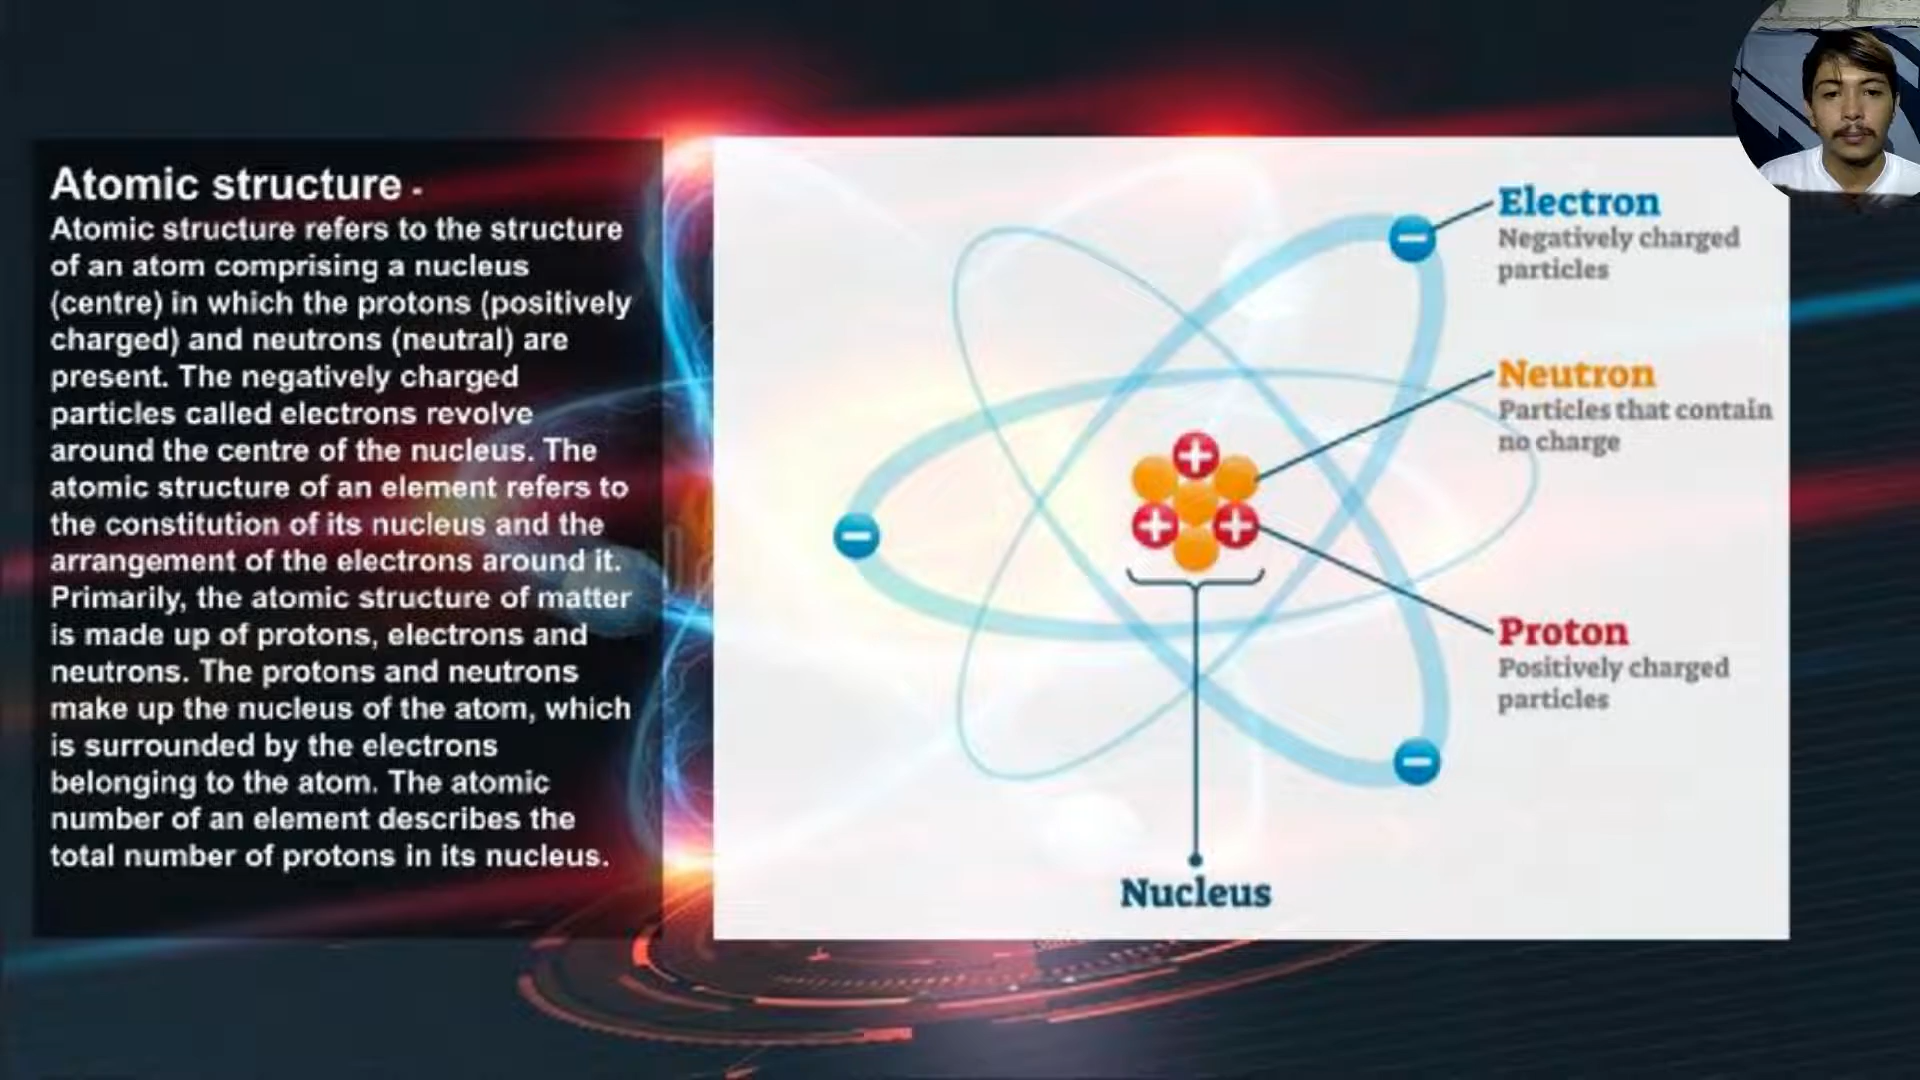 Atomic structure -
Atomic structure refers to the structure
of an atom comprising a nucleus
(centre) in which the protons (positively
charged) and neutrons (neutral) are
present. The negatively charged
particles called electrons revolve
around the centre of the nucleus. The
atomic structure of an element refers to
the constitution of its nucleus and the
arrangement of the electrons around it.
Primarily, the atomic structure of matter
is made up of protons, electrons and
neutrons. The protons and neutrons
make up the nucleus of the atom, which
is surrounded by the electrons
belonging to the atom. The atomic
number of an element describes the
total number of protons in its nucleus.
Electron
Negatively charged
particles
Neutron
Particles that contain
no charge
Proton
Positively charged
particles
Nucleus